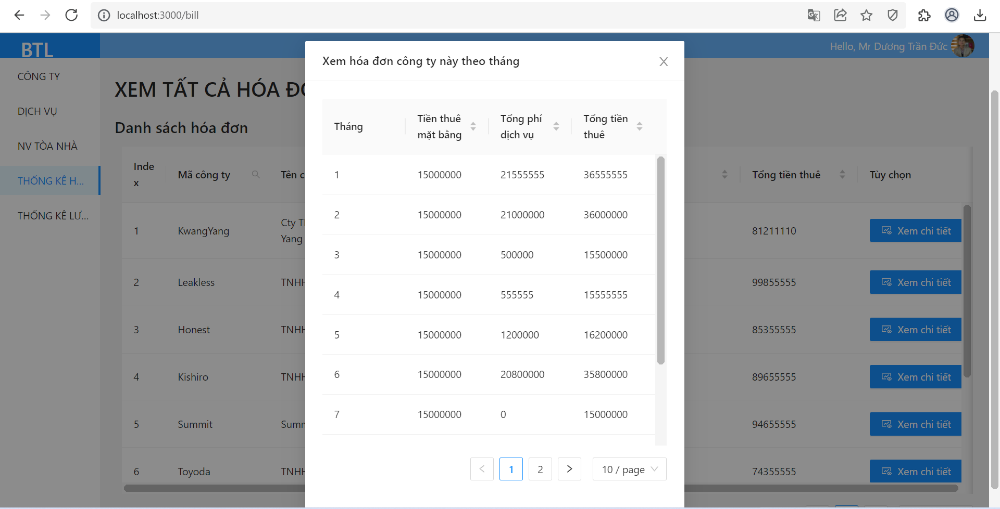 localhost:3000/bill
BTL
Hello, Mr Dương Trần Đức
CÔNG TY
DỊCH VỤ
NV TÒA NHÀ
THỐNG KÊ H...
THỐNG KÊ LƯ...
XEM TẤT CẢ HÓA
Danh sách hóa đơn
Inde
x
Mã công ty
Tên
Tổng tiền thuê
Tùy chọn
1
KwangYang
Cty
Yang
81211110
Xem chi tiết
2
Leakless
99855555
Xem chi tiết
3
Honest
85355555
Xem chi tiết
4
Kishiro
89655555
Xem chi tiết
5
Summit
94655555
Xem chi tiết
6
Toyoda
74355555
Xem chi tiết
Xem hóa đơn công ty này theo tháng
Tháng
Tiền thuê
mặt bằng
Tổng phí
dịch vụ
Tổng tiền
thuê
1 15000000 21555555 36555555
2 15000000 21000000 36000000
3 15000000 500000 15500000
4 15000000 555555 15555555
5 15000000 1200000 16200000
6 15000000 20800000 35800000
7 15000000 0 15000000
1 2 10 / page